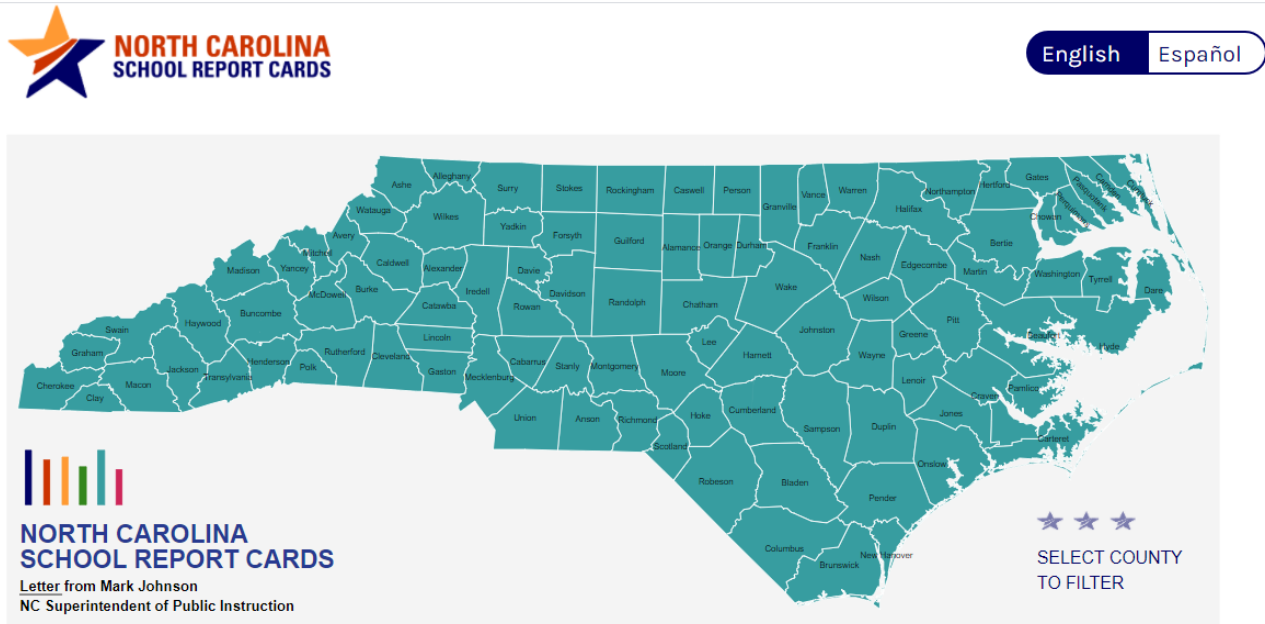 NORTH CAROLINA
SCHOOL REPORT CARDS
English Español
Alleghany
Ashe
Surry
Stokes
Rockingham
Caswell
Person
Granville
Vance
Warren
Northampton
Hertford
Gates
Camden
Currituck
Pasquotank
Perquimans
Chowan
Halifax
Watauga
Wilkes
Yadkin
Forsyth
Guilford
Alamance
Orange
Durham
Franklin
Nash
Bertie
Avery
Mitchell
Caldwell
Alexander
Davie
Iredell
Davidson
Edgecombe
Martin
Washington
Tyrrell
Dare
Madison
Yancey
McDowell
Burke
Catawba
Rowan
Randolph
Chatham
Wake
Wilson
Pitt
Buncombe
Haywood
Swain
Lincoln
Johnston
Greene
Beaufort
Hyde
Lee
Graham
Rutherford
Cleveland
Cabarrus
Harnett
Wayne
Henderson
Polk
Gaston
Stanly
Montgomery
Moore
Jackson
Transylvania
Mecklenburg
Cherokee
Macon
Clay
Lenoir
Craven
Pamlico
Union
Anson
Richmond
Hoke
Cumberland
Sampson
Duplin
Jones
Carteret
Scotland
Onslow
Robeson
Bladen
Pender
Columbus
Brunswick
New Hanover
NORTH CAROLINA
SCHOOL REPORT CARDS
Letter from Mark Johnson
NC Superintendent of Public Instruction
SELECT COUNTY
TO FILTER